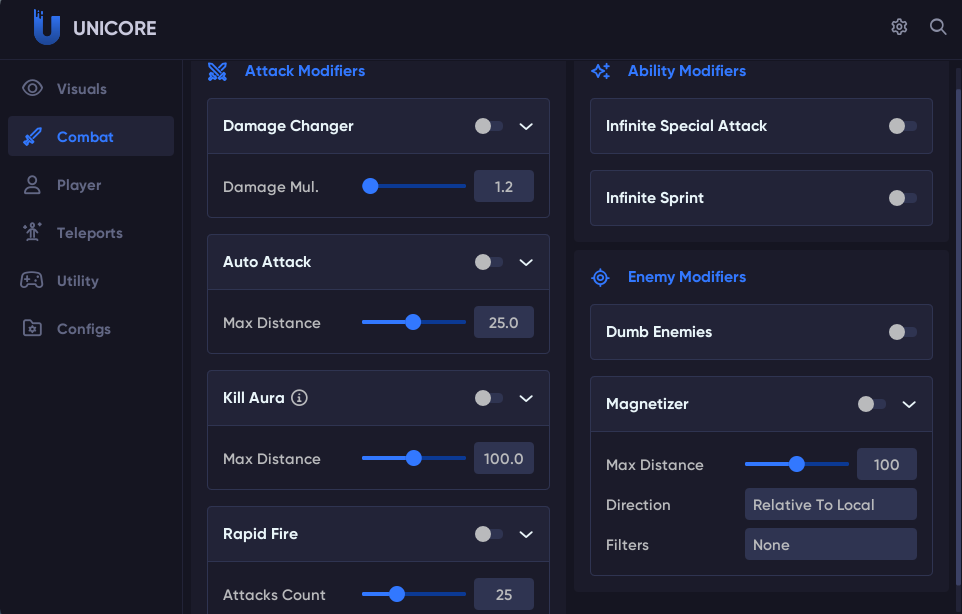 UNICORE
Visuals
Combat
Player
Teleports
Utility
Configs
Attack Modifiers
Damage Changer
Damage Mul. 1.2
Auto Attack
Max Distance 25.0
Kill Aura
Max Distance 100.0
Rapid Fire
Attacks Count 25
Ability Modifiers
Infinite Special Attack
Infinite Sprint
Enemy Modifiers
Dumb Enemies
Magnetizer
Max Distance 100
Direction Relative To Local
Filters None